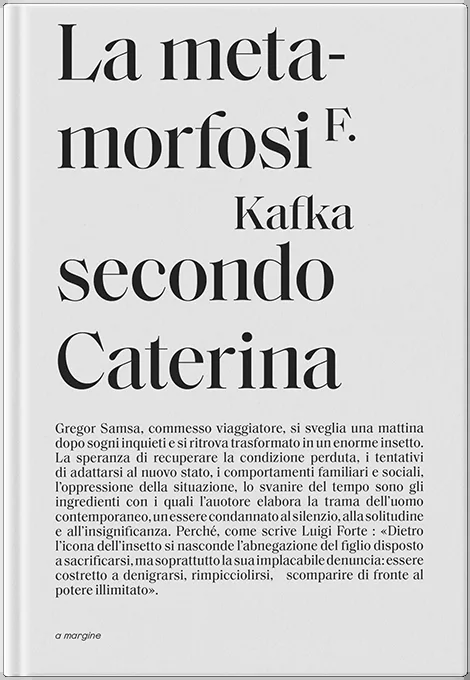 La meta-
morfosi F.
Kafka
secondo
Caterina
Gregor Samsa, commesso viaggiatore, si sveglia una mattina
dopo sogni inquieti e si ritrova trasformato in un enorme insetto.
La speranza di recuperare la condizione perduta, i tentativi
di adattarsi al nuovo stato, i comportamenti familiari e sociali,
l'oppressione della situazione, lo svanire del tempo sono gli
ingredienti con i quali l'auotore elabora la trama dell'uomo
contemporaneo, un essere condannato al silenzio, alla solitudine
e all'insignificanza. Perché, come scrive Luigi Forte : «Dietro
l'icona dell'insetto si nasconde l'abnegazione del figlio disposto
a sacrificarsi, ma soprattutto la sua implacabile denuncia: essere
costretto a denigrarsi, rimpicciolirsi, scomparire di fronte al
potere illimitato».
a margine